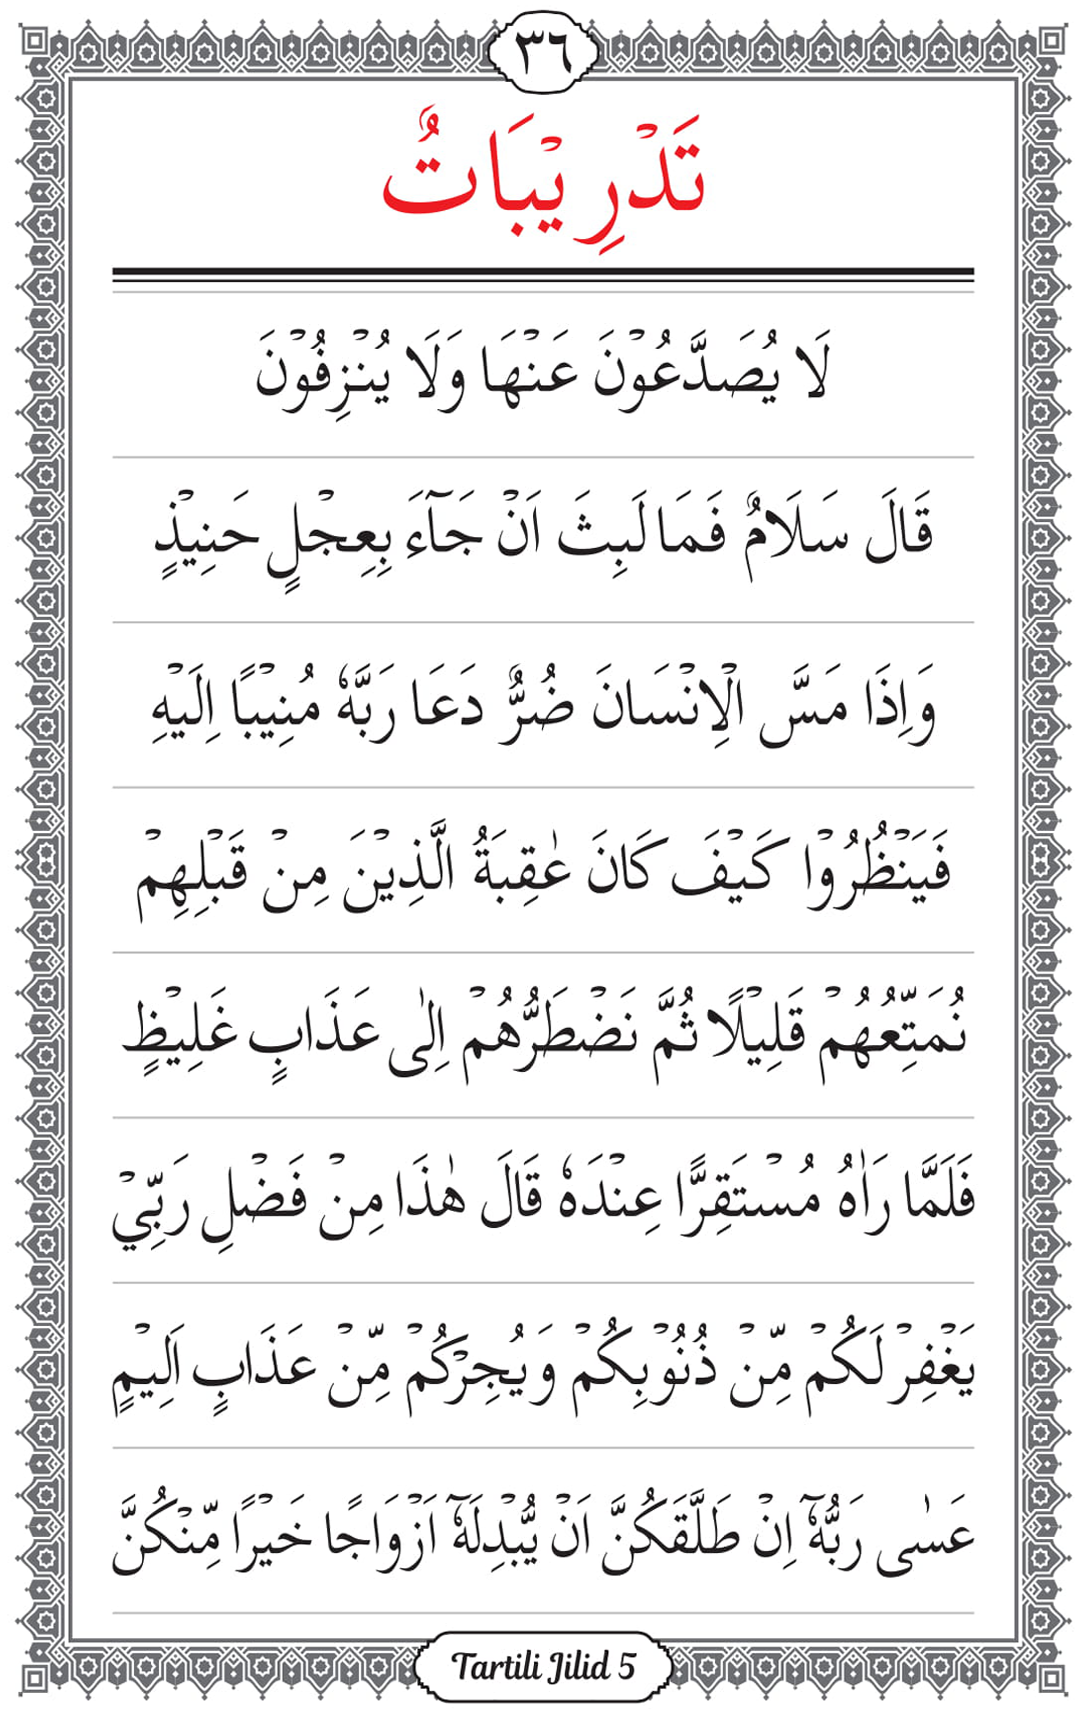 ٣٦
تَدْرِيْبَاتٌ
لَا يُصَدَّعُوْنَ عَنْهَا وَلَا يُنْزِفُوْنَ
قَالَ سَلَامٌ فَمَا لَبِثَ اَنْ جَآءَ بِعِجْلٍ حَنِيْذٍ
وَاِذَا مَسَّ الْاِنْسَانَ ضُرٌّ دَعَا رَبَّهٗ مُنِيْبًا اِلَيْهِ
فَيَنْظُرُوْا كَيْفَ كَانَ عٰقِبَةُ الَّذِيْنَ مِنْ قَبْلِهِمْ
نُمَتِّعُهُمْ قَلِيْلًا ثُمَّ نَضْطَرُّهُمْ اِلٰى عَذَابٍ غَلِيْظٍ
فَلَمَّا رَاٰهُ مُسْتَقِرًّا عِنْدَهٗ قَالَ هٰذَا مِنْ فَضْلِ رَبِّيْ
يَغْفِرْ لَكُمْ مِّنْ ذُنُوْبِكُمْ وَيُجِرْكُمْ مِّنْ عَذَابٍ اَلِيْمٍ
عَسٰى رَبُّهٗٓ اِنْ طَلَّقَكُنَّ اَنْ يُّبْدِلَهٗٓ اَزْوَاجًا خَيْرًا مِّنْكُنَّ
Tartili Jilid 5